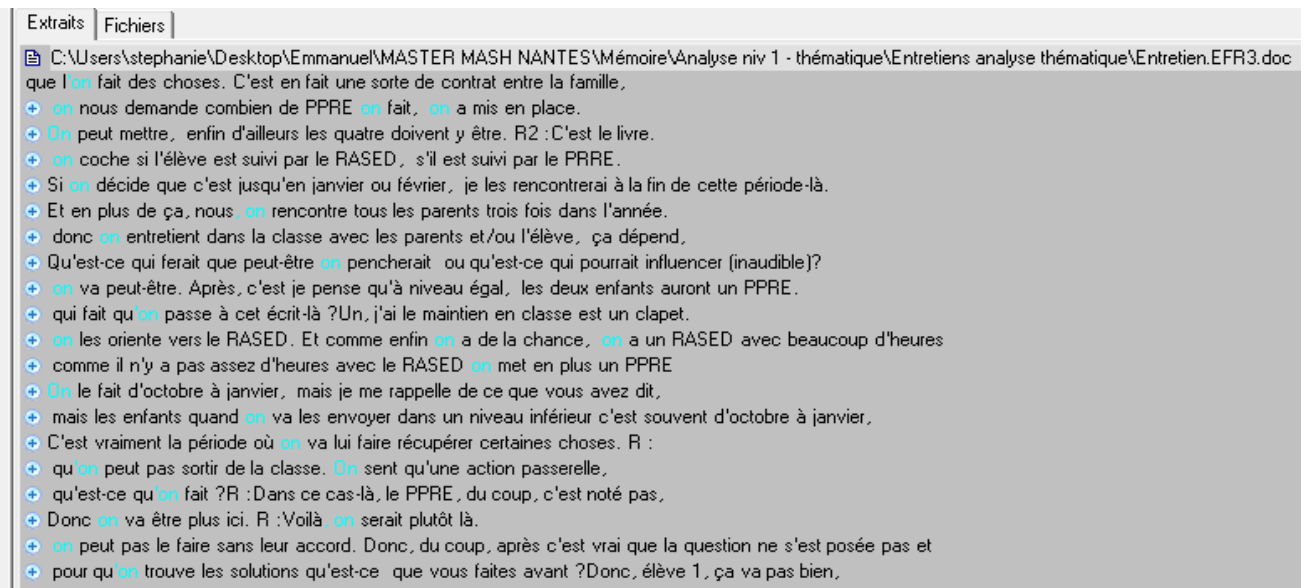 Extraits Fichiers
C:\Users\stephanie\Desktop\Emmanuel\MASTER MASH NANTES\Mémoire\Analyse niv 1 - thématique\Entretiens analyse thématique\Entretien.EFR3.doc
que l'on fait des choses. C'est en fait une sorte de contrat entre la famille,
on nous demande combien de PPRE on fait, on a mis en place.
On peut mettre, enfin d'ailleurs les quatre doivent y être. R2 :C'est le livre.
on coche si l'élève est suivi par le RASED, s'il est suivi par le PRRE.
Si on décide que c'est jusqu'en janvier ou février, je les rencontrerai à la fin de cette période-là.
Et en plus de ça, nous, on rencontre tous les parents trois fois dans l'année.
donc on entretient dans la classe avec les parents et/ou l'élève, ça dépend,
Qu'est-ce qui ferait que peut-être on pencherait ou qu'est-ce qui pourrait influencer (inaudible)?
on va peut-être. Après, c'est je pense qu'à niveau égal, les deux enfants auront un PPRE.
qui fait qu'on passe à cet écrit-là ?Un, j'ai le maintien en classe est un clapet.
on les oriente vers le RASED. Et comme enfin on a de la chance, on a un RASED avec beaucoup d'heures
comme il n'y a pas assez d'heures avec le RASED on met en plus un PPRE
On le fait d'octobre à janvier, mais je me rappelle de ce que vous avez dit,
mais les enfants quand on va les envoyer dans un niveau inférieur c'est souvent d'octobre à janvier,
C'est vraiment la période où on va lui faire récupérer certaines choses. R :
qu'on peut pas sortir de la classe. On sent qu'une action passerelle,
qu'est-ce qu'on fait ?R :Dans ce cas-là, le PPRE, du coup, c'est noté pas,
Donc on va être plus ici. R :Voilà, on serait plutôt là.
on peut pas le faire sans leur accord. Donc, du coup, après c'est vrai que la question ne s'est posée pas et
pour qu'on trouve les solutions qu'est-ce que vous faites avant ?Donc, élève 1, ça va pas bien,